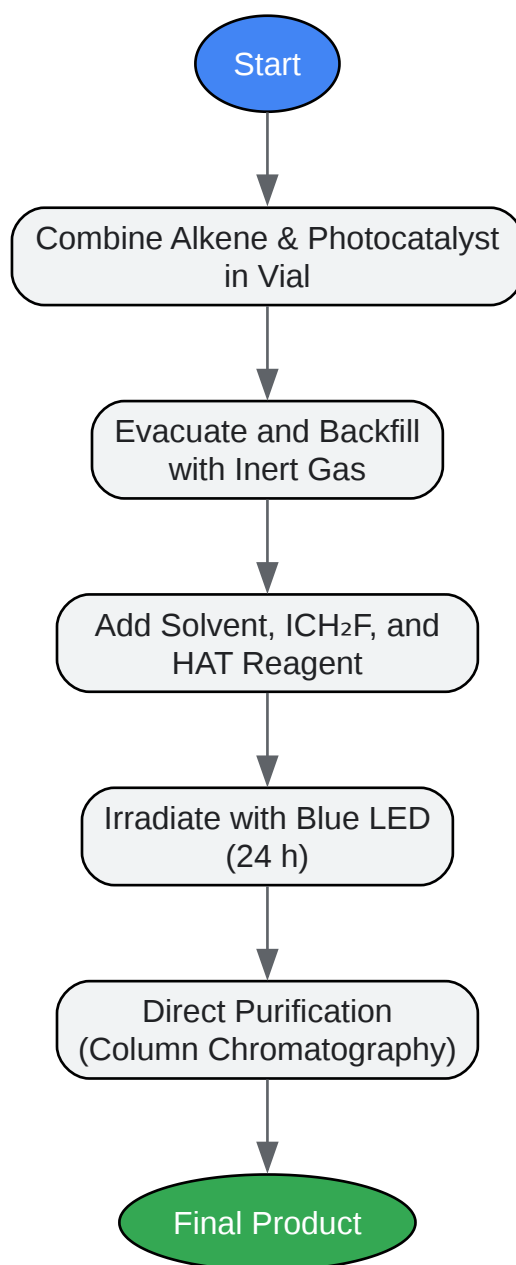 Start
Combine Alkene & Photocatalyst
in Vial
Evacuate and Backfill
with Inert Gas
Add Solvent, ICH₂F, and
HAT Reagent
Irradiate with Blue LED
(24 h)
Direct Purification
(Column Chromatography)
Final Product